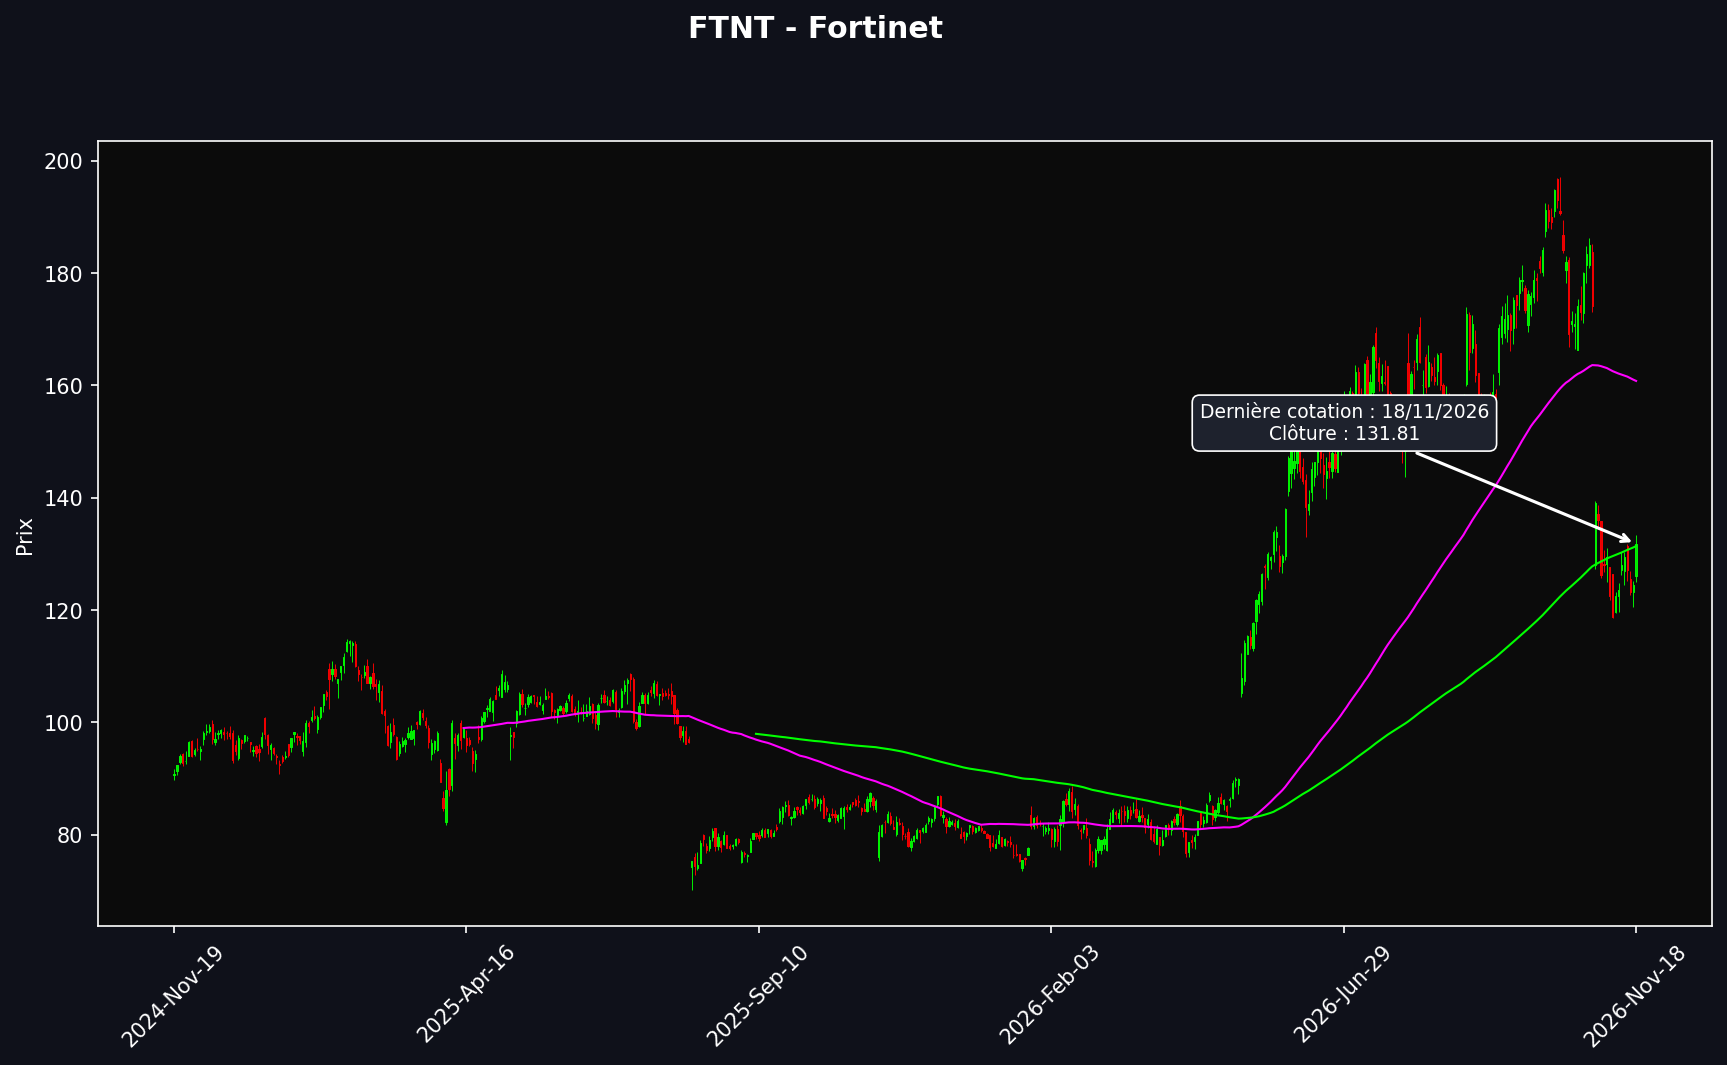 FTNT - Fortinet
200
180
160
140
120
100
80
Prix
Dernière cotation : 18/11/2026
Clôture : 131.81
2024-Nov-19
2025-Apr-16
2025-Sep-10
2026-Feb-03
2026-Jun-29
2026-Nov-18